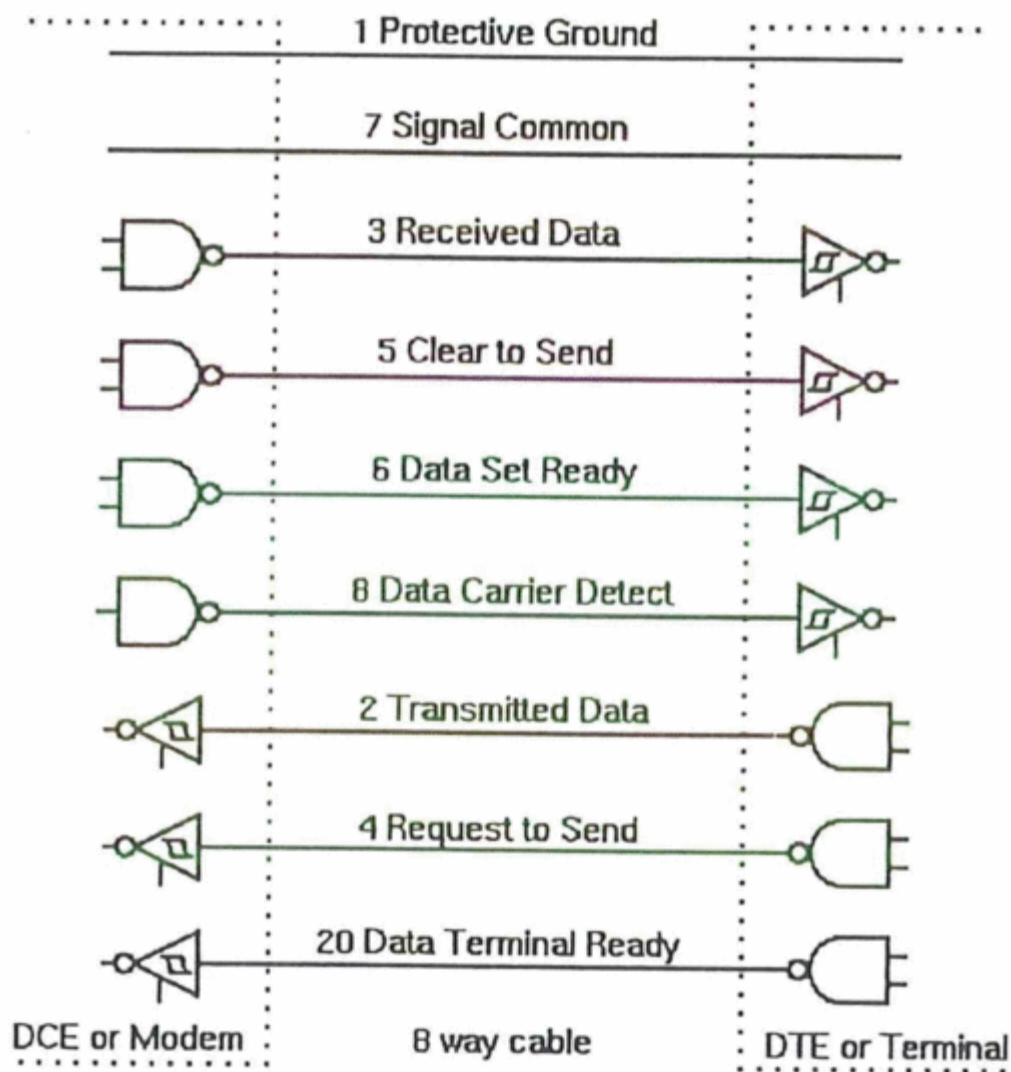 1 Protective Ground
7 Signal Common
3 Received Data
5 Clear to Send
6 Data Set Ready
8 Data Carrier Detect
2 Transmitted Data
4 Request to Send
20 Data Terminal Ready
DCE or Modem
8 way cable
DTE or Terminal